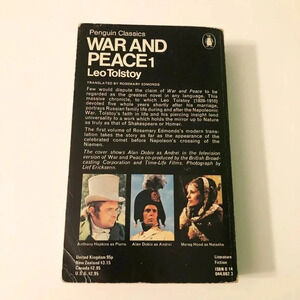 Penguin Classics
WAR AND
PEACE 1
Leo Tolstoy
TRANSLATED BY ROSEMARY EDMONDS
Few would dispute the claim of War and Peace to
be regarded as the greatest novel in any language. This
massive chronicle, to which Leo Tolstoy (1828-1910)
devoted five whole years shortly after his marriage,
portrays Russian family life during and after the Napoleonic
War. Tolstoy's faith in life and his piercing insight lend
universality to a work which holds the mirror up to Nature
as truly as that of Shakespeare or Homer.
The first volume of Rosemary Edmonds's modern trans-
lation takes the story as far as the appearance of the
celebrated comet before Napoleon's crossing of the
Niemen.
The cover shows Alan Dobie as Andrei in the television
version of War and Peace co-produced by the British Broad-
casting Corporation and Time-Life Films. Photograph by
Leif Ericksenn.
Anthony Hopkins as Pierre
Alan Dobie as Andrei
Morag Hood as Natasha
United Kingdom 95p
New Zealand $3.15
Canada $2.95
U.S.A. $2.95
Literature
Fiction
ISBN 0 14
044.082 3